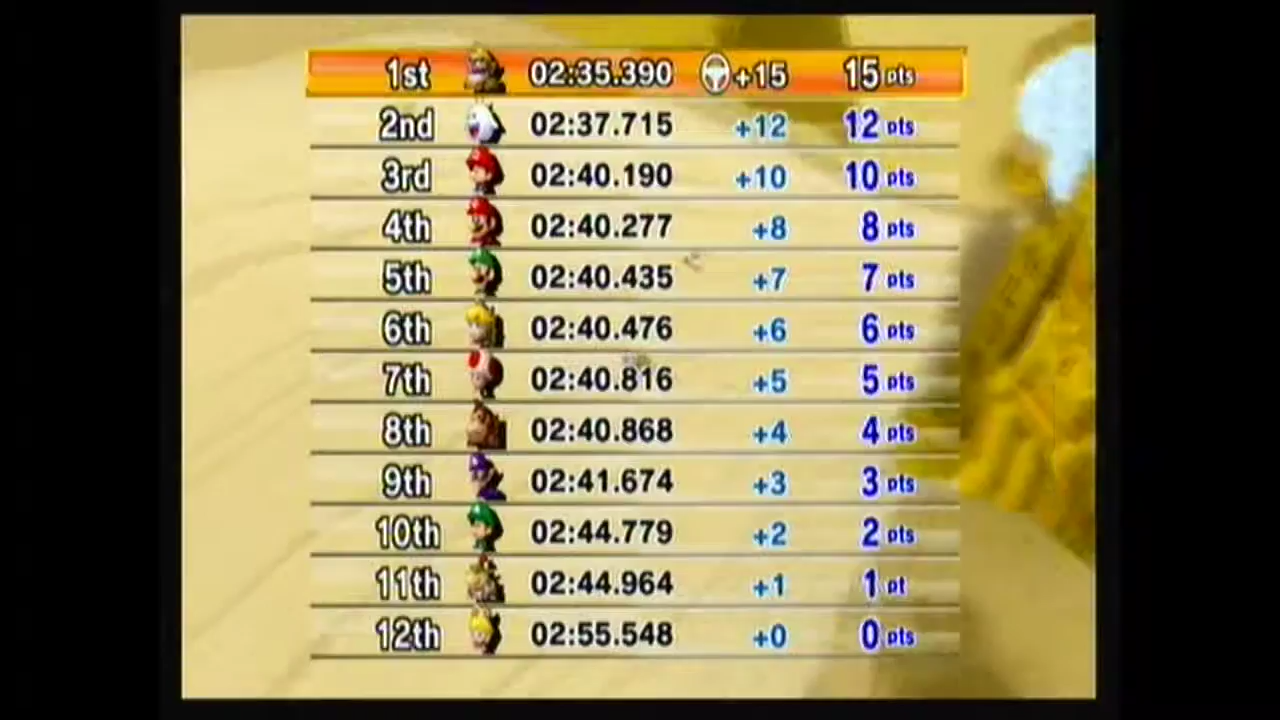 1st 02:35.390 +15 15 pts
2nd 02:37.715 +12 12 pts
3rd 02:40.190 +10 10 pts
4th 02:40.277 +8 8 pts
5th 02:40.435 +7 7 pts
6th 02:40.476 +6 6 pts
7th 02:40.816 +5 5 pts
8th 02:40.868 +4 4 pts
9th 02:41.674 +3 3 pts
10th 02:44.779 +2 2 pts
11th 02:44.964 +1 1 pt
12th 02:55.548 +0 0 pts